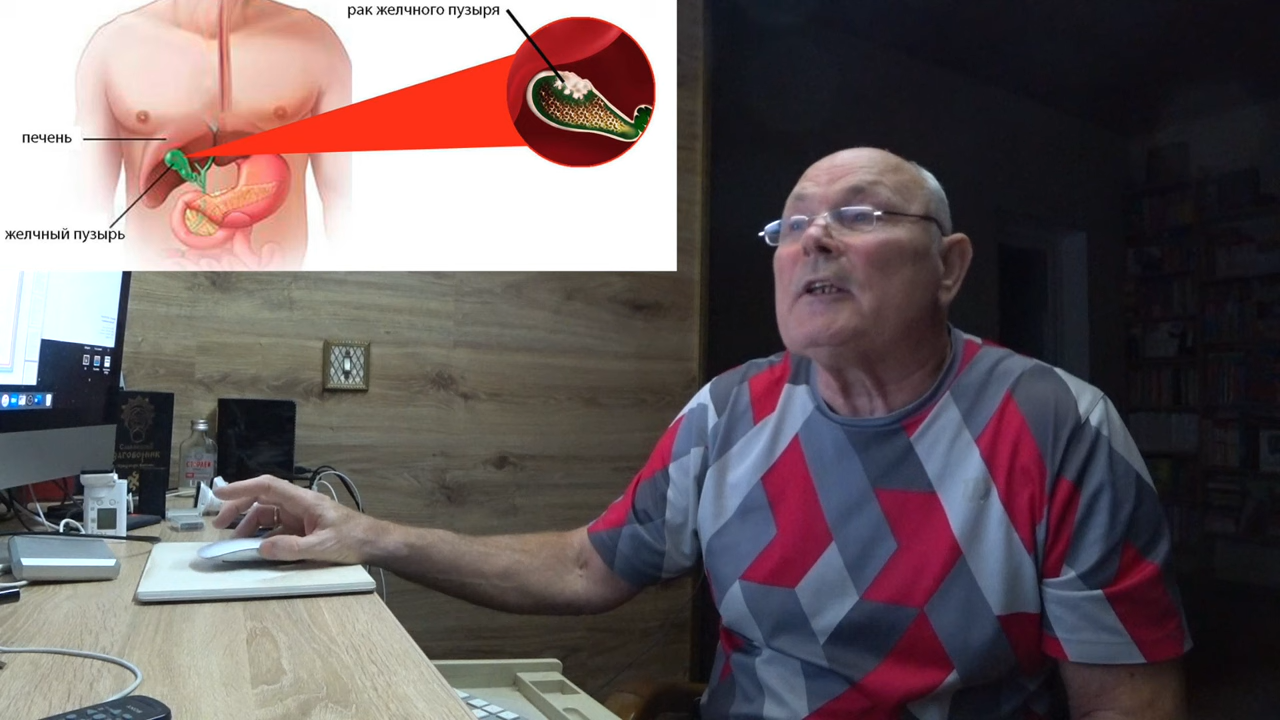 рак желчного пузыря
печень
желчный пузырь